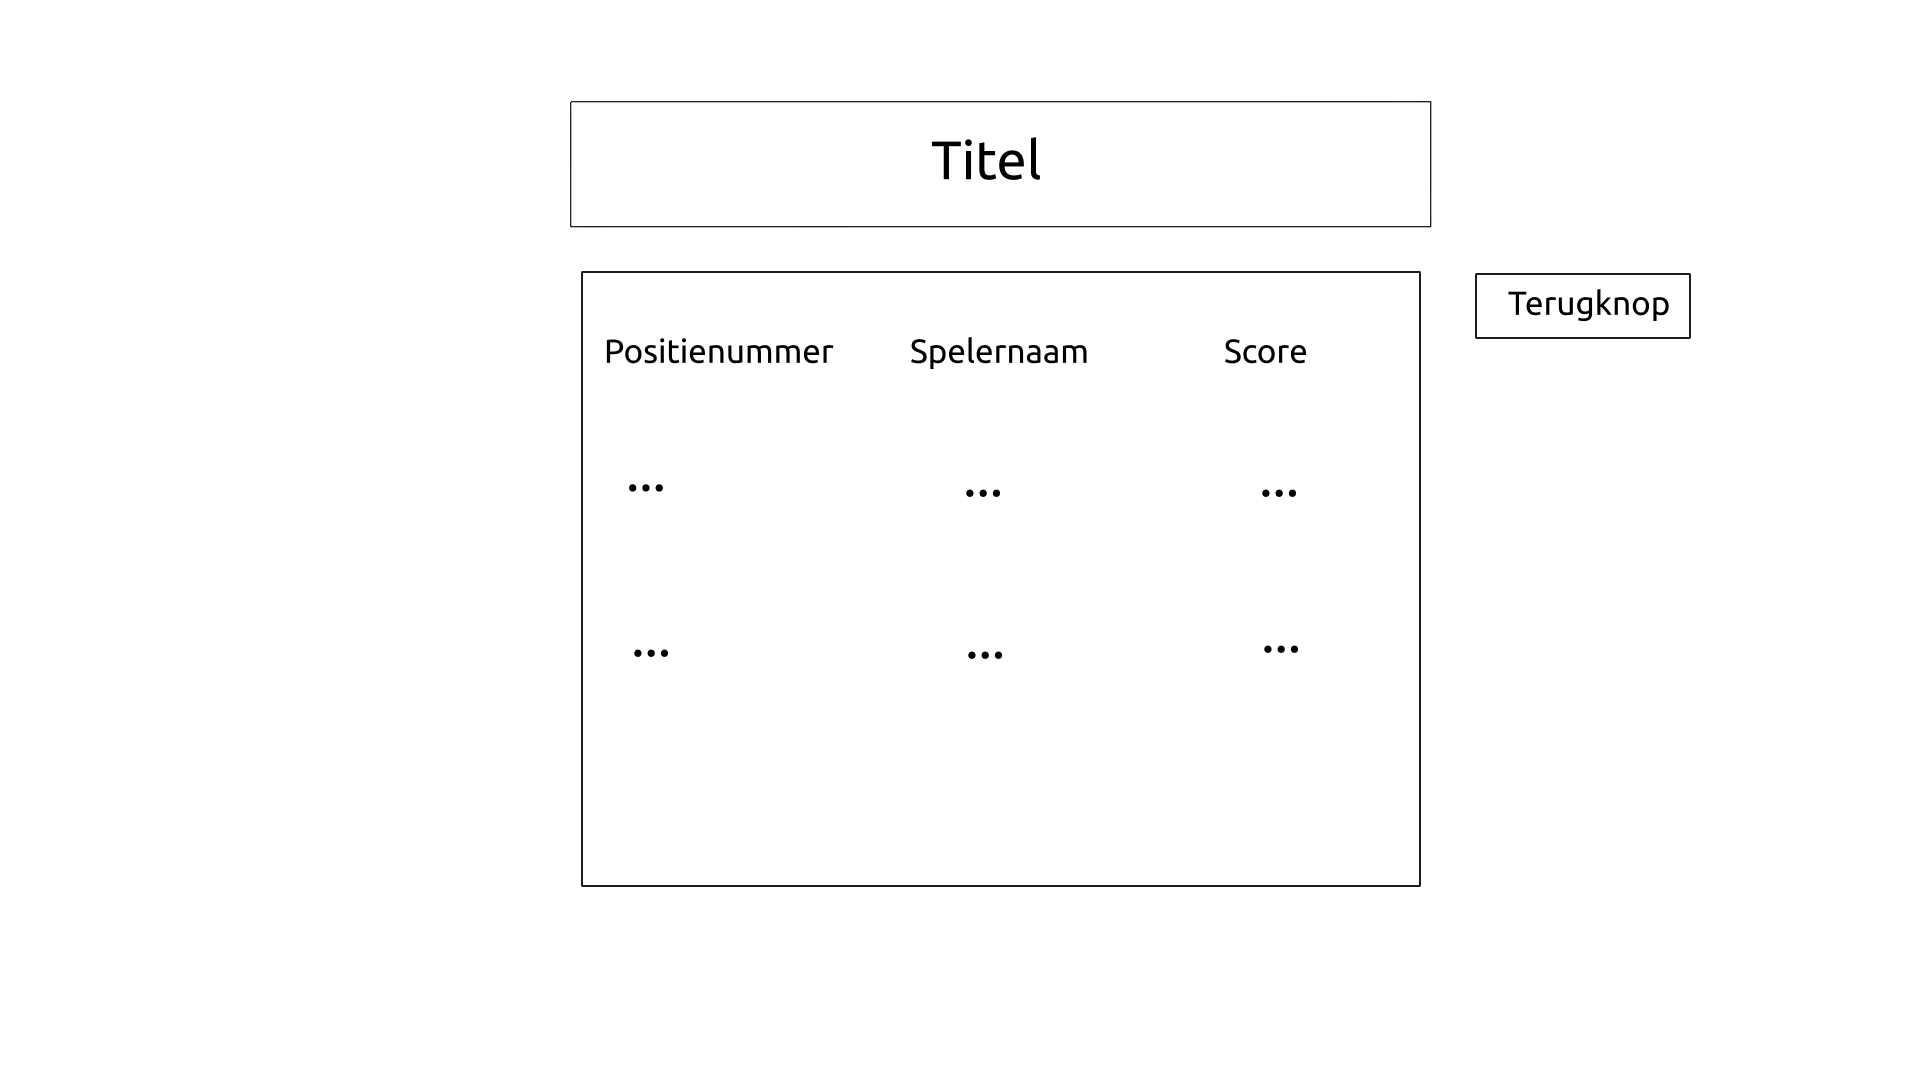 Titel
Terugknop
Positienummer Spelernaam Score
... ... ...
... ... ...